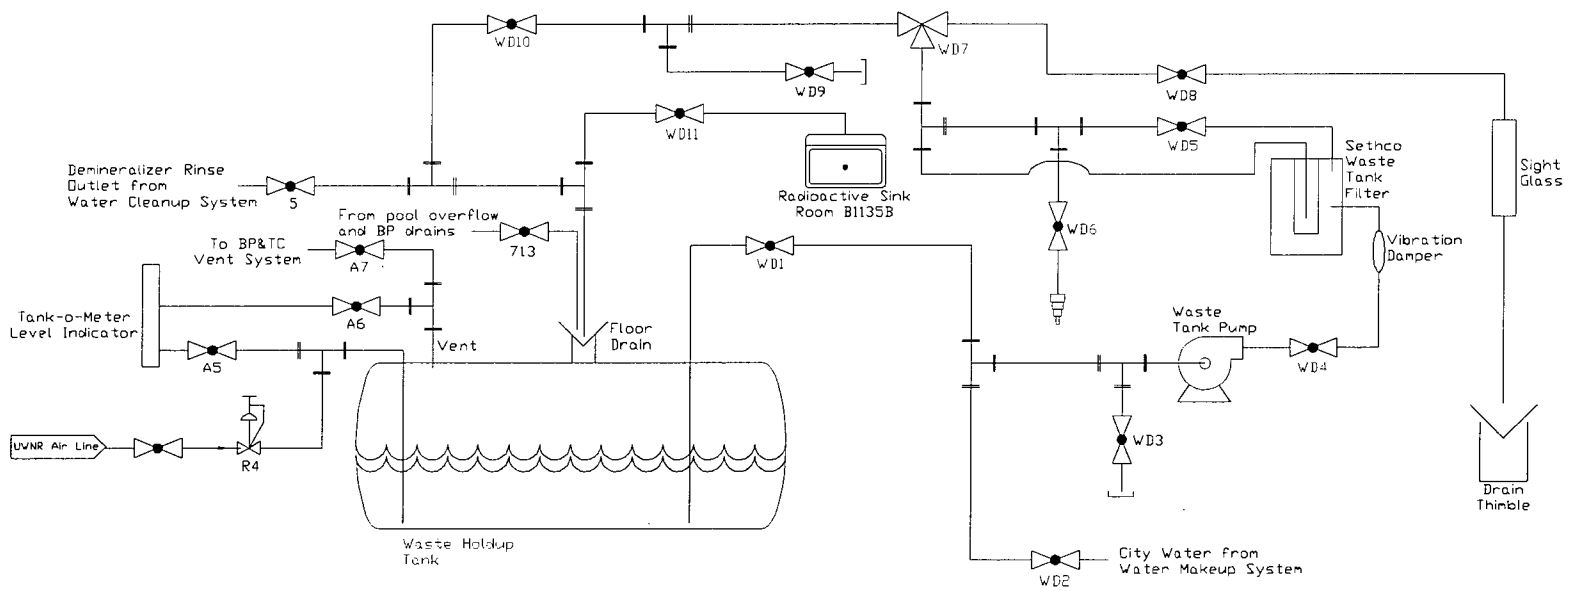 WD10
WD7
WD9
WD8
WD11
WD5
Demineralizer Rinse
Outlet from
Water Cleanup System
5
Radioactive Sink
Room B1135B
Sethco
Waste
Tank
Filter
Sight
Glass
From pool overflow
and BP drains
713
To BP&TC
Vent System
A7
WD1
WD6
Vibration
Damper
Tank-o-Meter
Level Indicator
A6
A5
Vent
Floor
Drain
Waste
Tank Pump
WD4
UWNR Air Line
R4
WD3
Drain
Thimble
Waste Holdup
Tank
WD2
City Water from
Water Makeup System